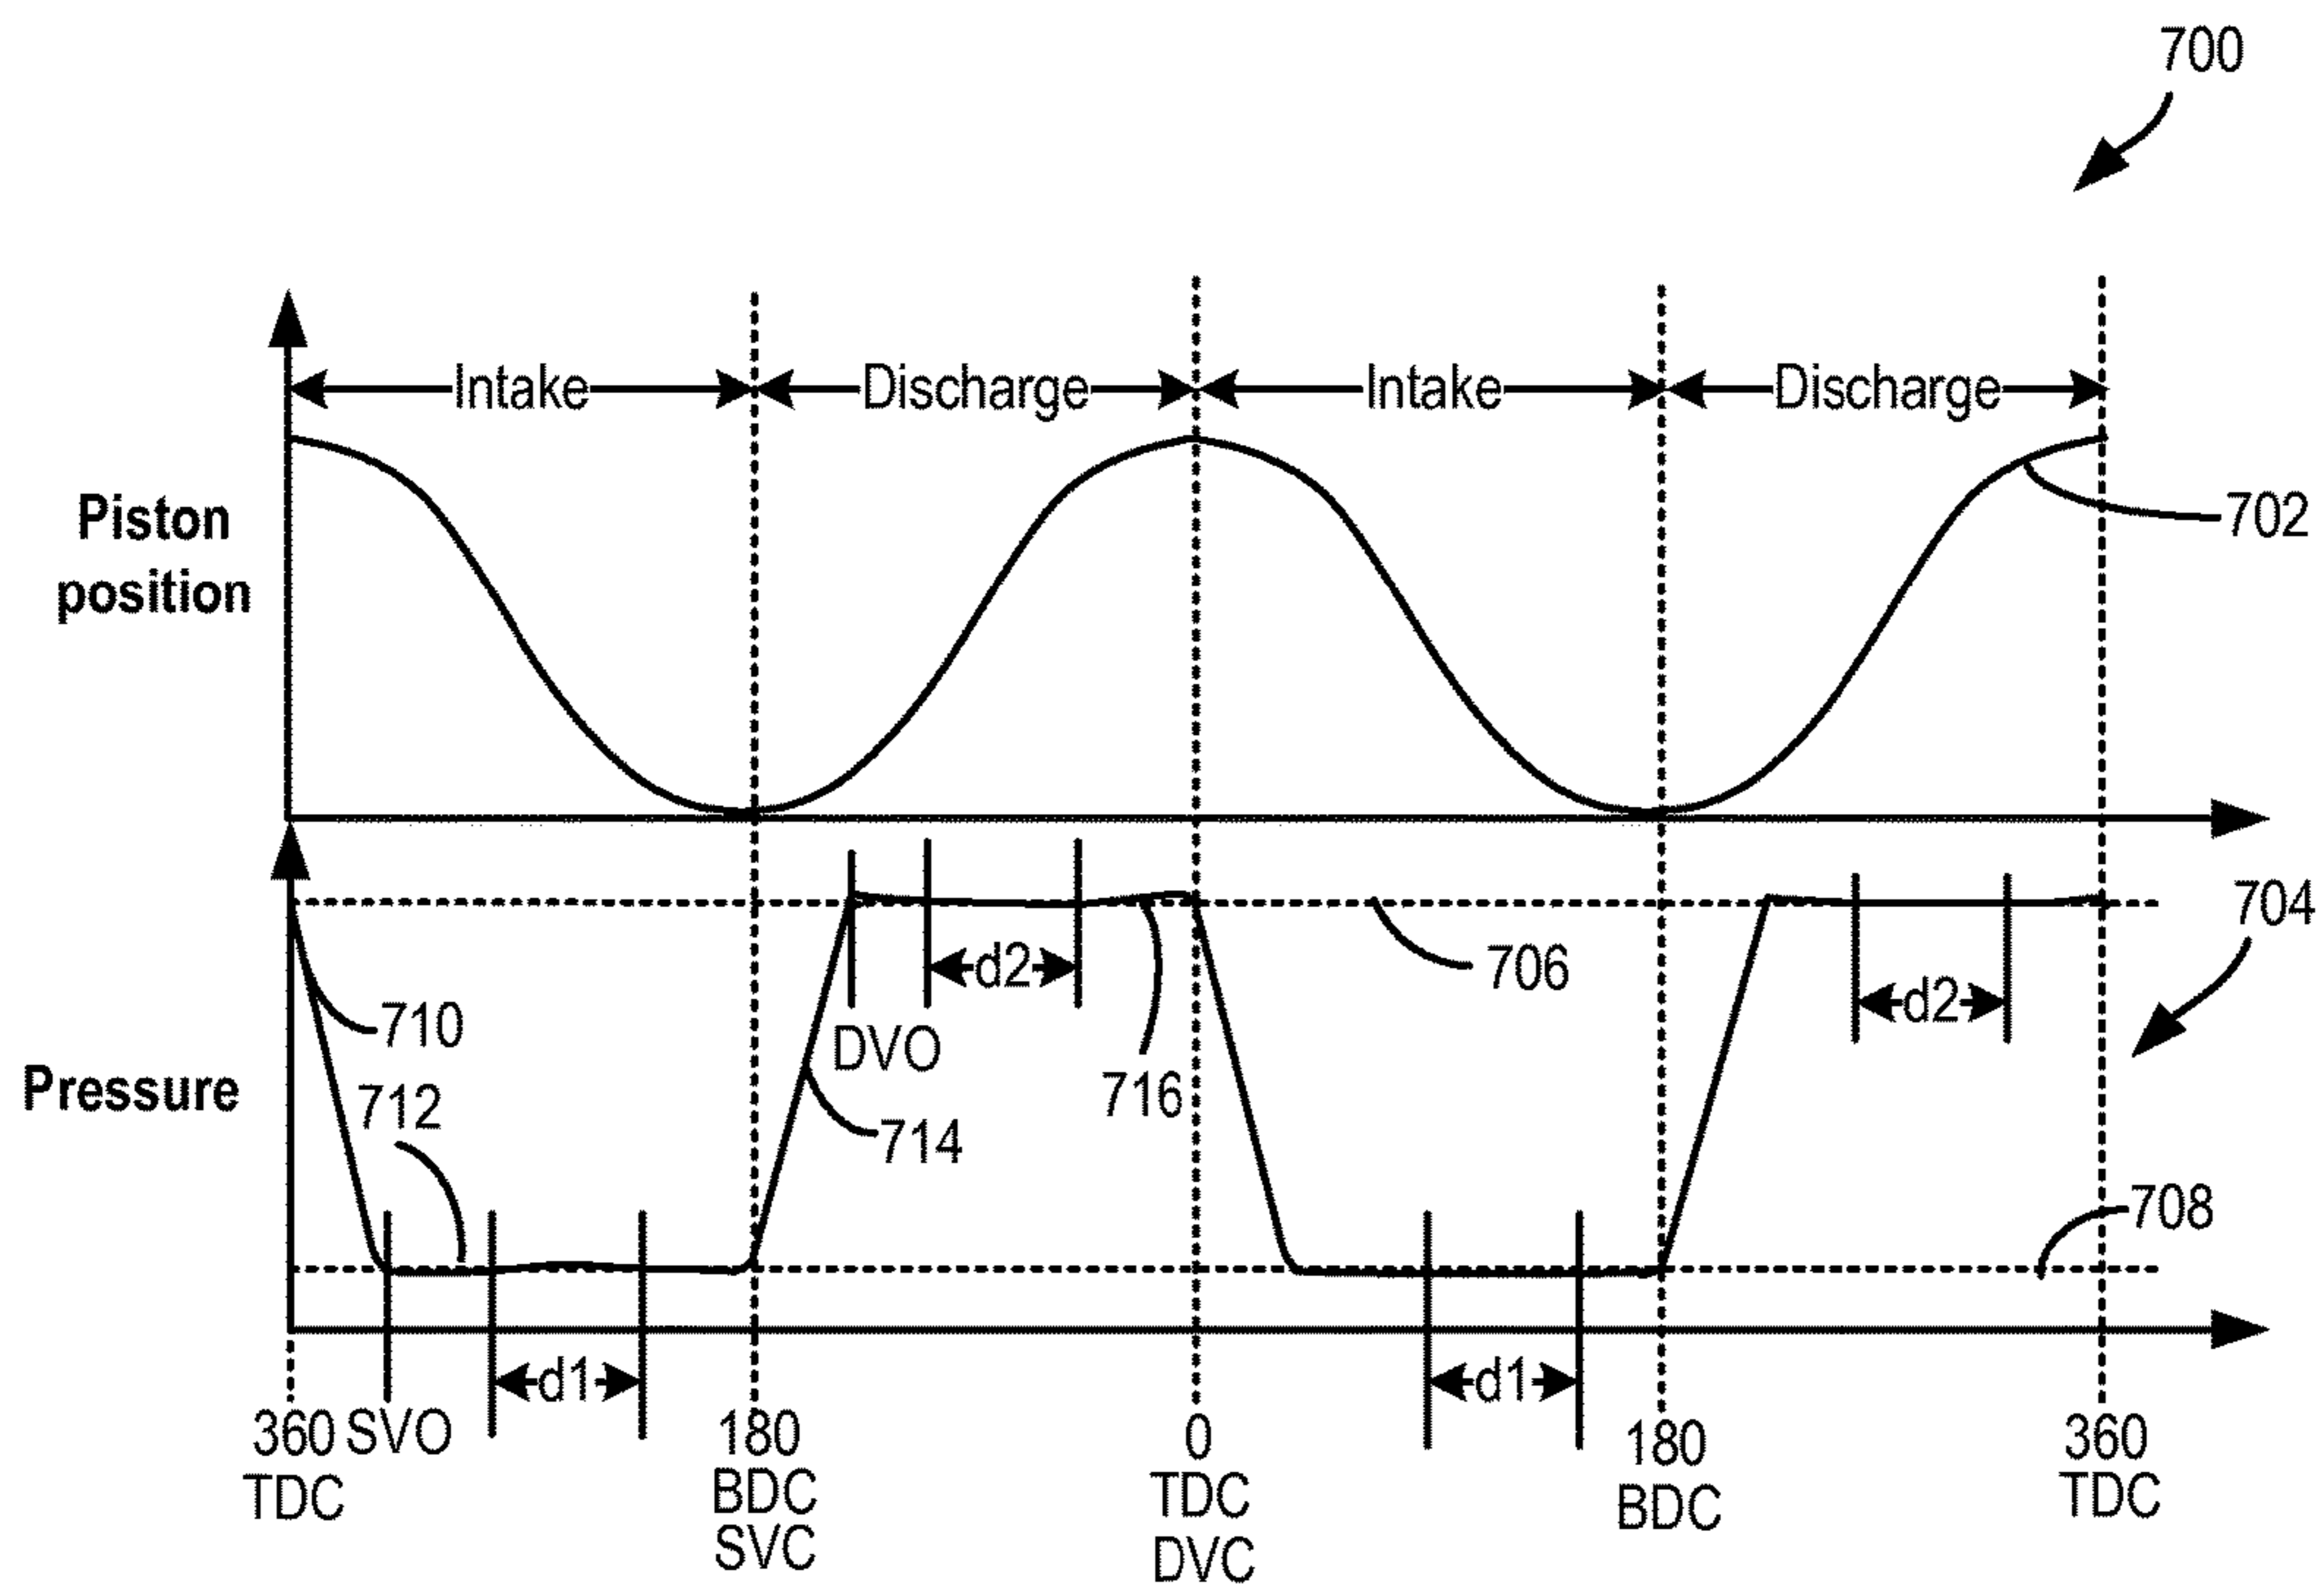 700
Intake Discharge Intake Discharge
Piston
position
702
706
704
d2
d2
710
DVO
Pressure
712
716
714
708
d1
d1
360 SVO 180 0 180 360
TDC BDC TDC BDC TDC
SVC DVC